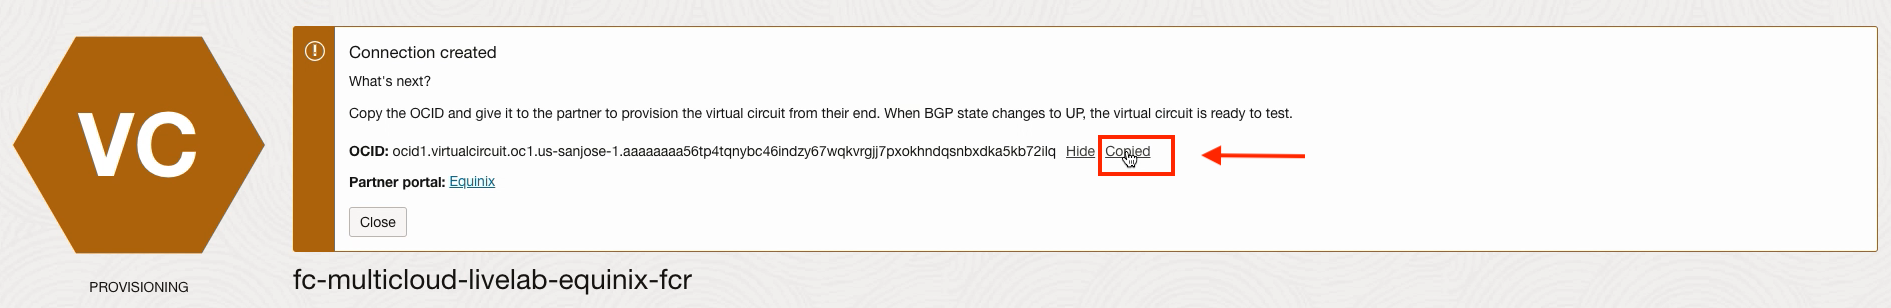 VC
PROVISIONING
Connection created
What's next?
Copy the OCID and give it to the partner to provision the virtual circuit from their end. When BGP state changes to UP, the virtual circuit is ready to test.
OCID: ocid1.virtualcircuit.oc1.us-sanjose-1.aaaaaaaa56tp4tqnybc46indzy67wqkvrgjj7pxokhndqsnbxdka5kb72ilq Hide Copied
Partner portal: Equinix
Close
fc-multicloud-livelab-equinix-fcr